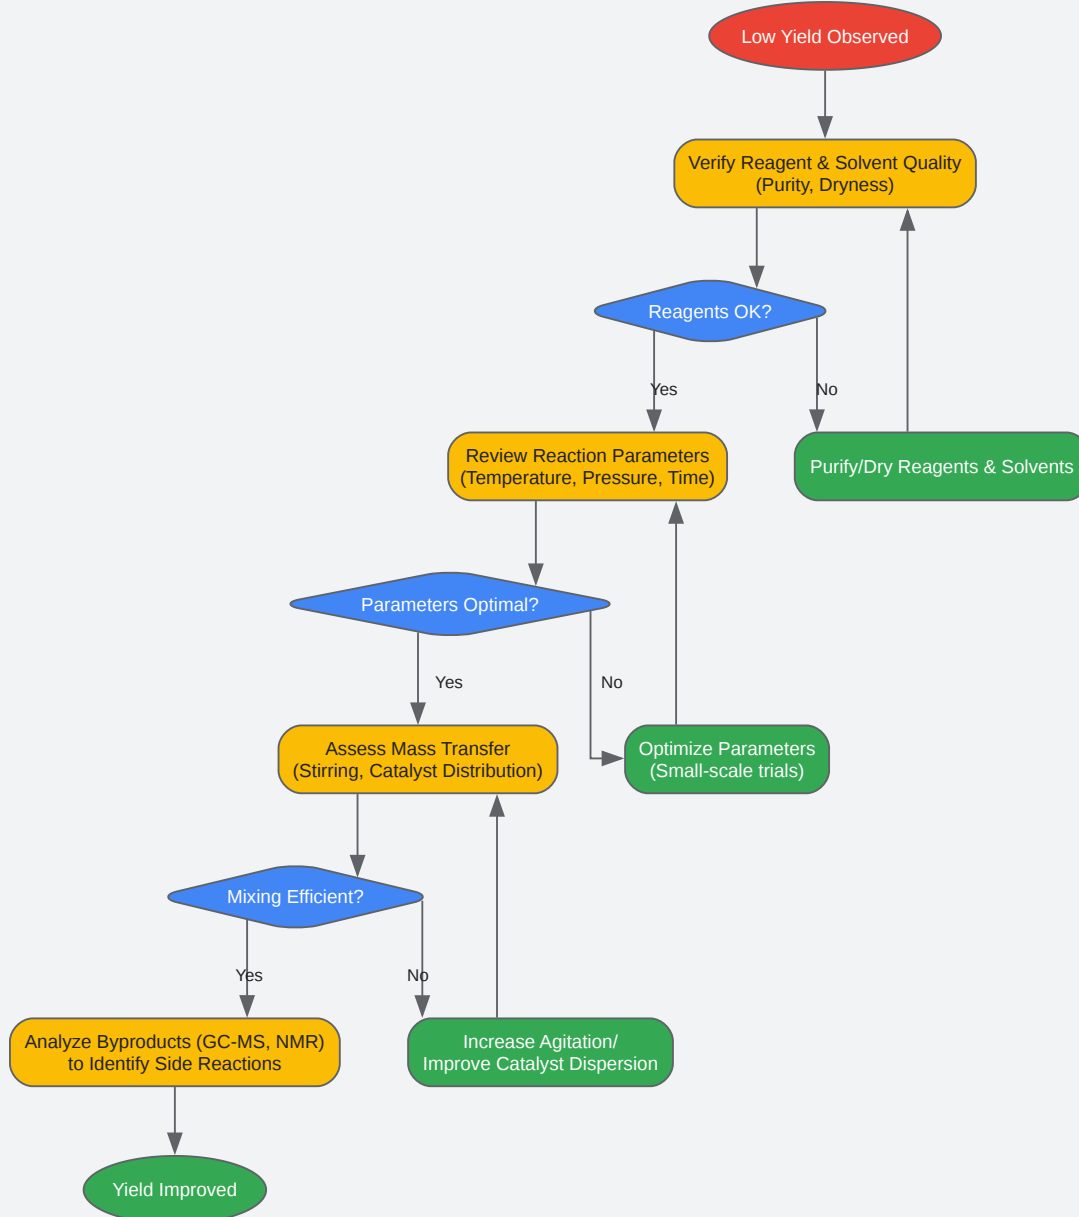 Low Yield Observed
Verify Reagent & Solvent Quality
(Purity, Dryness)
Reagents OK?
Yes
No
Review Reaction Parameters
(Temperature, Pressure, Time)
Purify/Dry Reagents & Solvents
Parameters Optimal?
Yes
No
Assess Mass Transfer
(Stirring, Catalyst Distribution)
Optimize Parameters
(Small-scale trials)
Mixing Efficient?
Yes
No
Analyze Byproducts (GC-MS, NMR)
to Identify Side Reactions
Increase Agitation/
Improve Catalyst Dispersion
Yield Improved